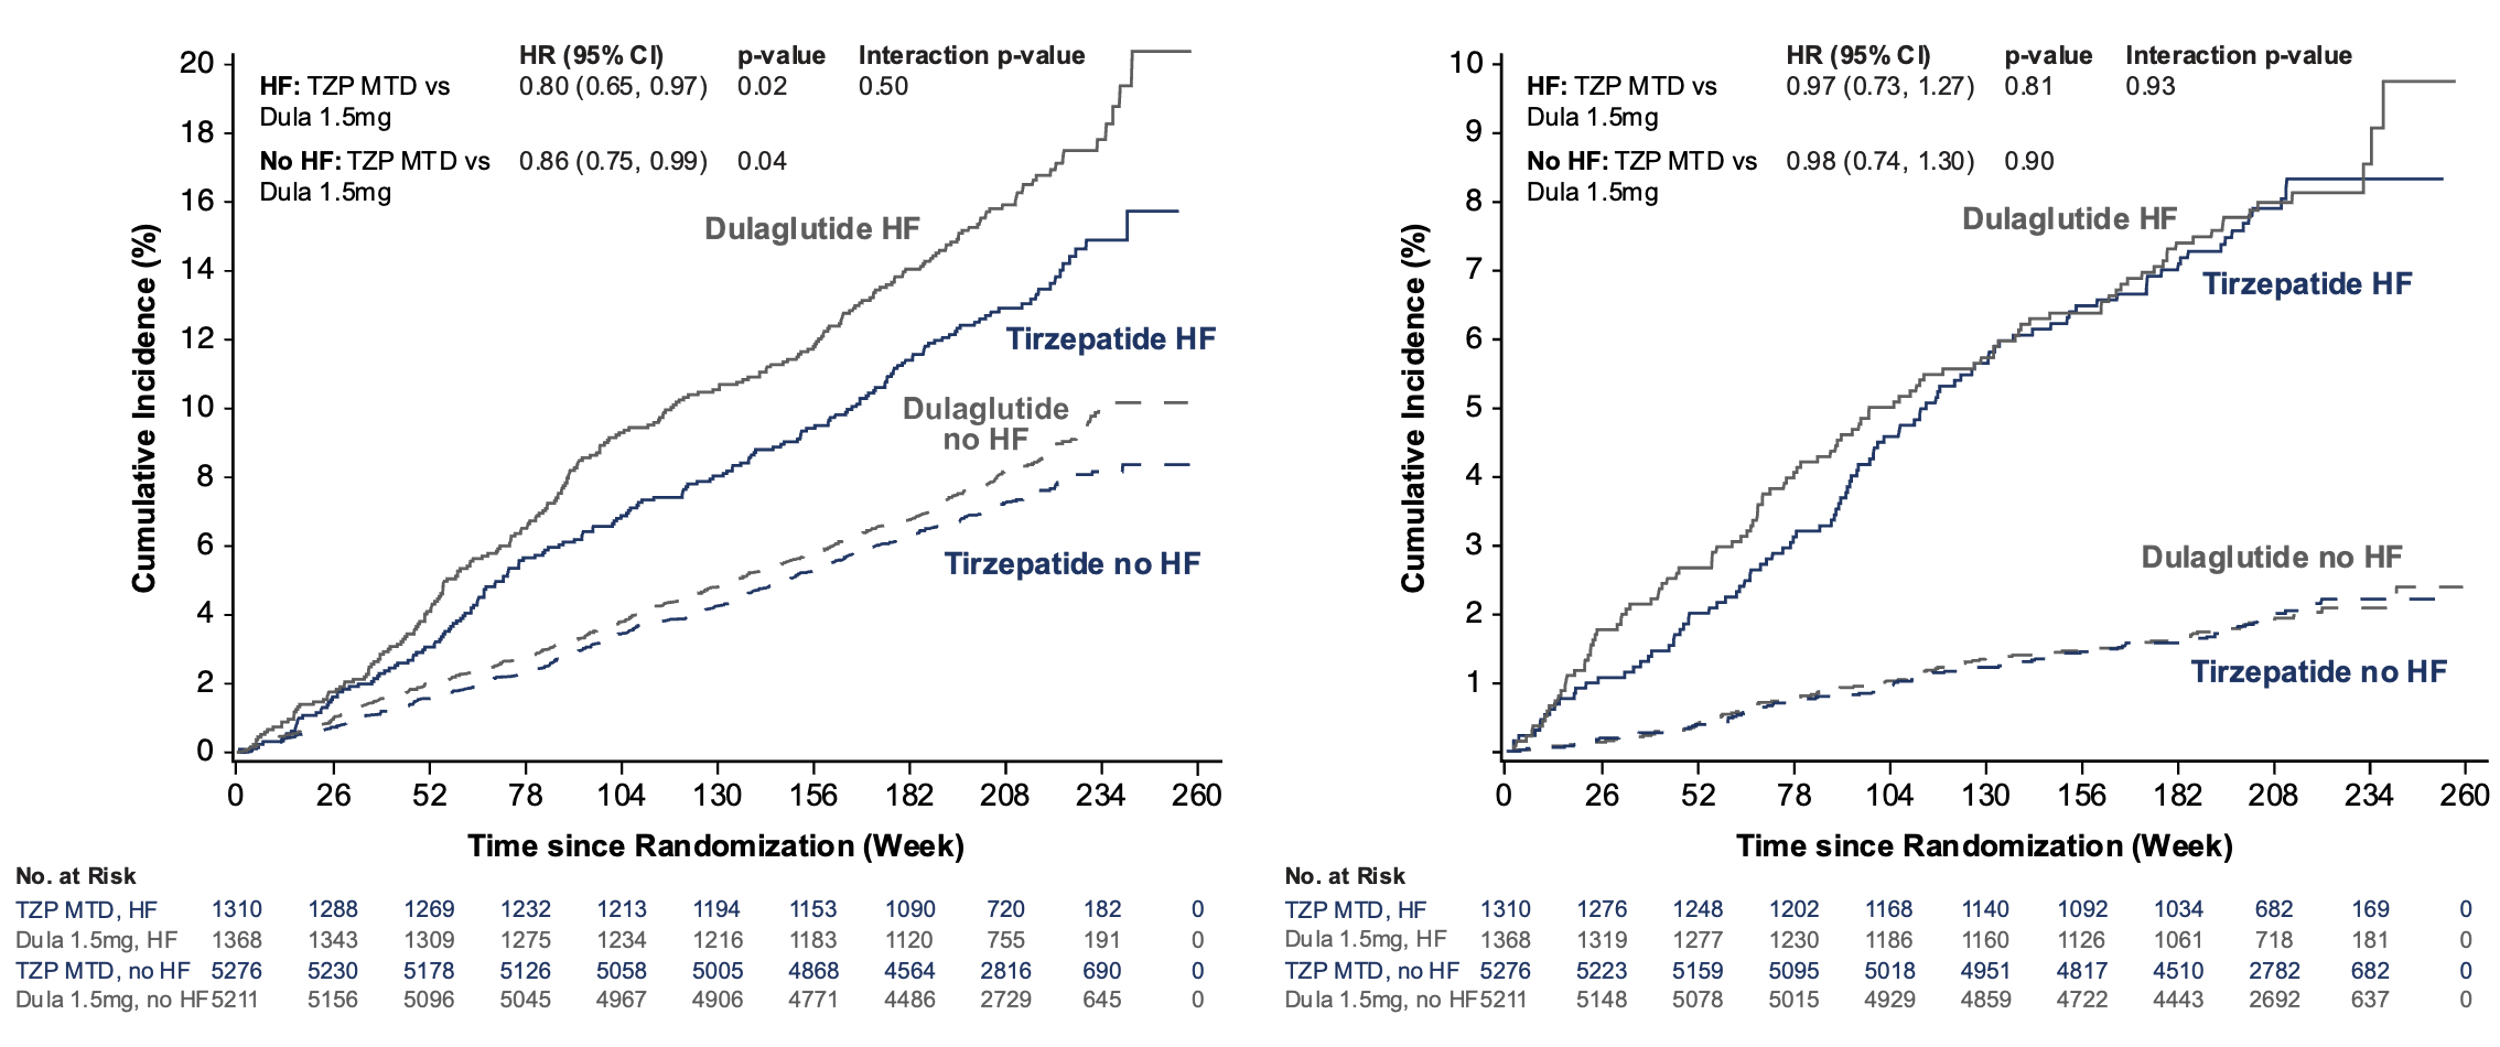 HR (95% CI) p-value Interaction p-value
HF: TZP MTD vs 0.80 (0.65, 0.97) 0.02 0.50
Dula 1.5mg
No HF: TZP MTD vs 0.86 (0.75, 0.99) 0.04
Dula 1.5mg
Dulaglutide HF
Tirzepatide HF
Dulaglutide
no HF
Tirzepatide no HF
Cumulative Incidence (%)
20
18
16
14
12
10
8
6
4
2
0
0 26 52 78 104 130 156 182 208 234 260
Time since Randomization (Week)
No. at Risk
TZP MTD, HF 1310 1288 1269 1232 1213 1194 1153 1090 720 182 0
Dula 1.5mg, HF 1368 1343 1309 1275 1234 1216 1183 1120 755 191 0
TZP MTD, no HF 5276 5230 5178 5126 5058 5005 4868 4564 2816 690 0
Dula 1.5mg, no HF 5211 5156 5096 5045 4967 4906 4771 4486 2729 645 0
HR (95% CI) p-value Interaction p-value
HF: TZP MTD vs 0.97 (0.73, 1.27) 0.81 0.93
Dula 1.5mg
No HF: TZP MTD vs 0.98 (0.74, 1.30) 0.90
Dula 1.5mg
Dulaglutide HF
Tirzepatide HF
Dulaglutide no HF
Tirzepatide no HF
Cumulative Incidence (%)
10
9
8
7
6
5
4
3
2
1
0 26 52 78 104 130 156 182 208 234 260
Time since Randomization (Week)
No. at Risk
TZP MTD, HF 1310 1276 1248 1202 1168 1140 1092 1034 682 169 0
Dula 1.5mg, HF 1368 1319 1277 1230 1186 1160 1126 1061 718 181 0
TZP MTD, no HF 5276 5223 5159 5095 5018 4951 4817 4510 2782 682 0
Dula 1.5mg, no HF 5211 5148 5078 5015 4929 4859 4722 4443 2692 637 0